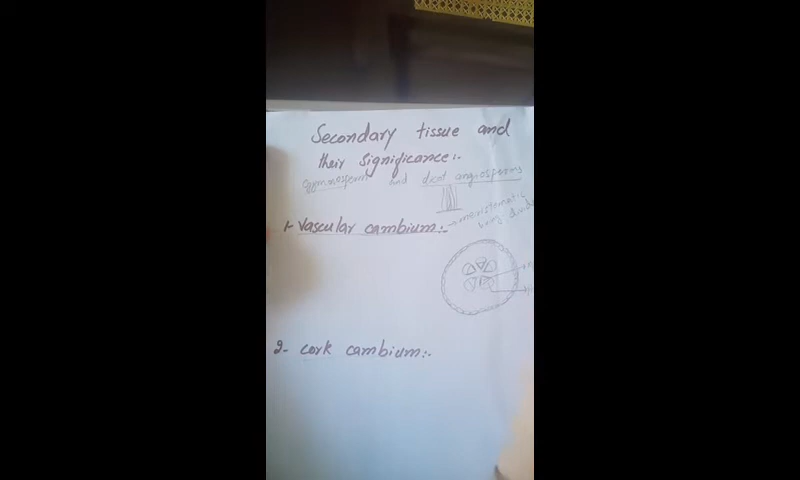 Secondary tissue and
their significance:-
gymnosperm and dicot angiosperms
1- Vascular cambium:- → meristematic
2- cork cambium:-